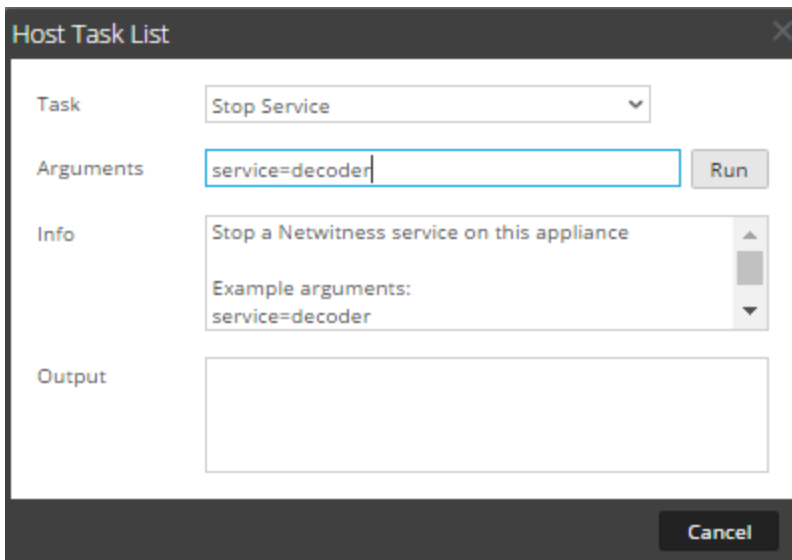 Host Task List
Task
Stop Service
Arguments
service=decoder
Run
Info
Stop a Netwitness service on this appliance
Example arguments:
service=decoder
Output
Cancel